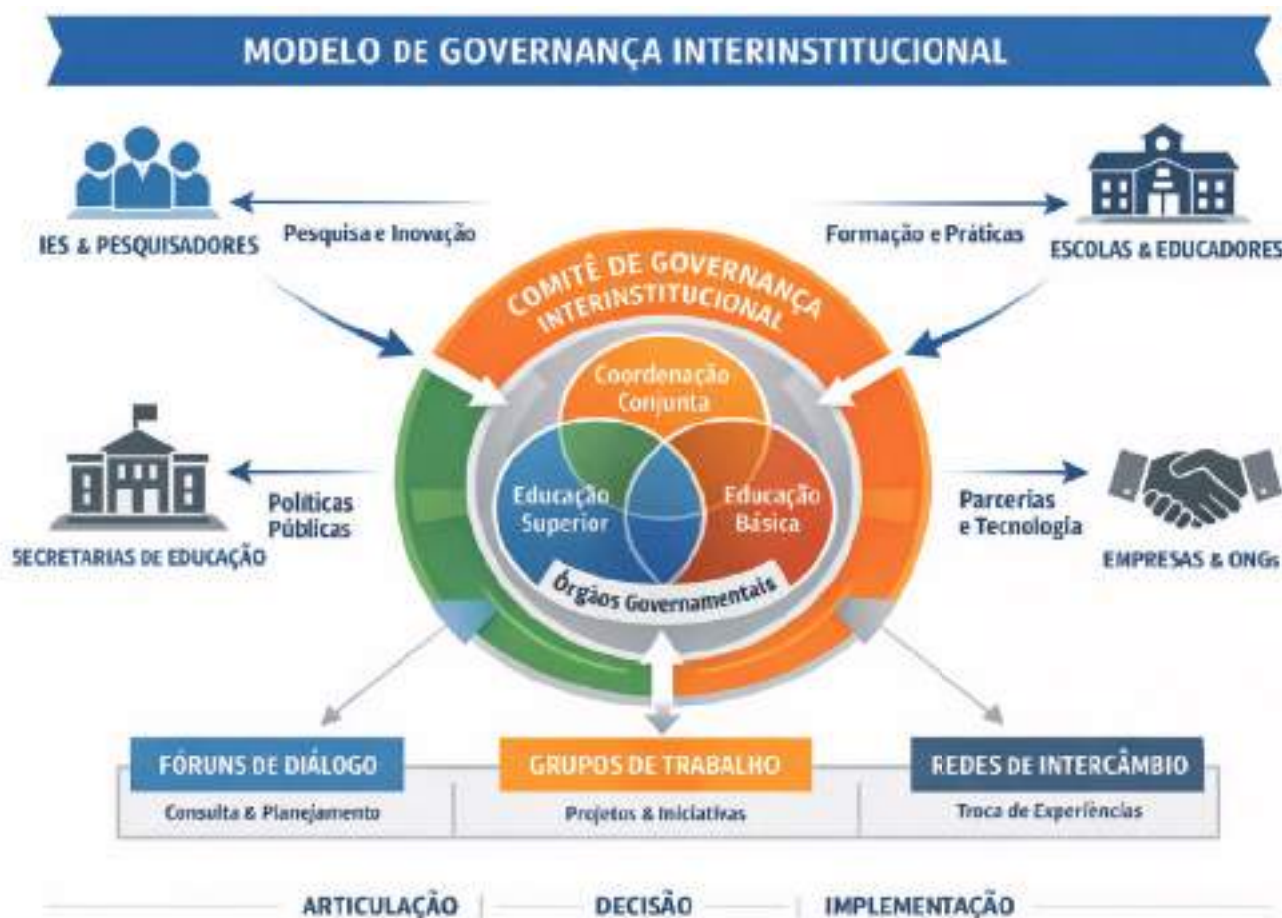 MODELO DE GOVERNANÇA INTERINSTITUCIONAL
IES & PESQUISADORES
Pesquisa e Inovação
Formação e Práticas
ESCOLAS & EDUCADORES
COMITÊ DE GOVERNANÇA
INTERINSTITUCIONAL
Coordenação
Conjunta
Educação
Superior
Educação
Básica
Órgãos Governamentais
SECRETARIAS DE EDUCAÇÃO
Políticas
Públicas
Parcerias
e Tecnologia
EMPRESAS & ONGs
FÓRUNS DE DIÁLOGO
Consulta & Planejamento
GRUPOS DE TRABALHO
Projetos & Iniciativas
REDES DE INTERCÂMBIO
Troca de Experiências
ARTICULAÇÃO | DECISÃO | IMPLEMENTAÇÃO